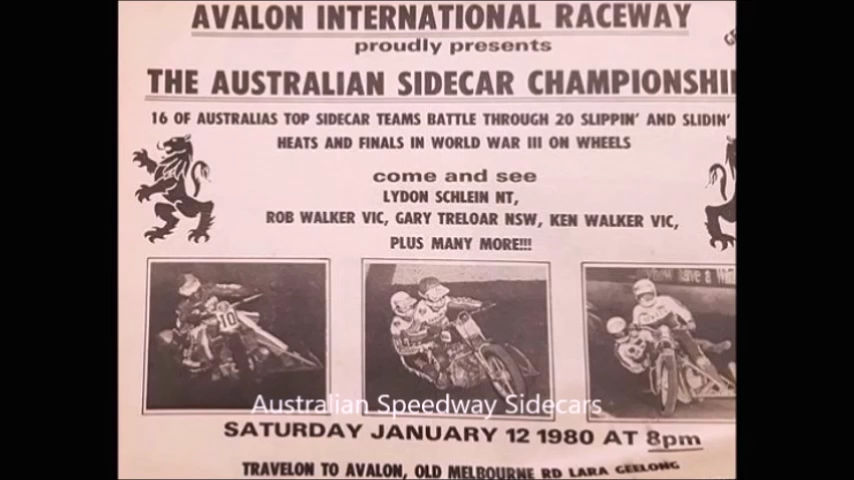 AVALON INTERNATIONAL RACEWAY
proudly presents
THE AUSTRALIAN SIDECAR CHAMPIONSHI
16 OF AUSTRALIAS TOP SIDECAR TEAMS BATTLE THROUGH 20 SLIPPIN' AND SLIDIN'
HEATS AND FINALS IN WORLD WAR III ON WHEELS
come and see
LYDON SCHLEIN NT,
ROB WALKER VIC, GARY TRELOAR NSW, KEN WALKER VIC,
PLUS MANY MORE!!!
10
Australian Speedway Sidecars
SATURDAY JANUARY 12 1980 AT 8pm
TRAVELON TO AVALON, OLD MELBOURNE RD LARA GEELONG